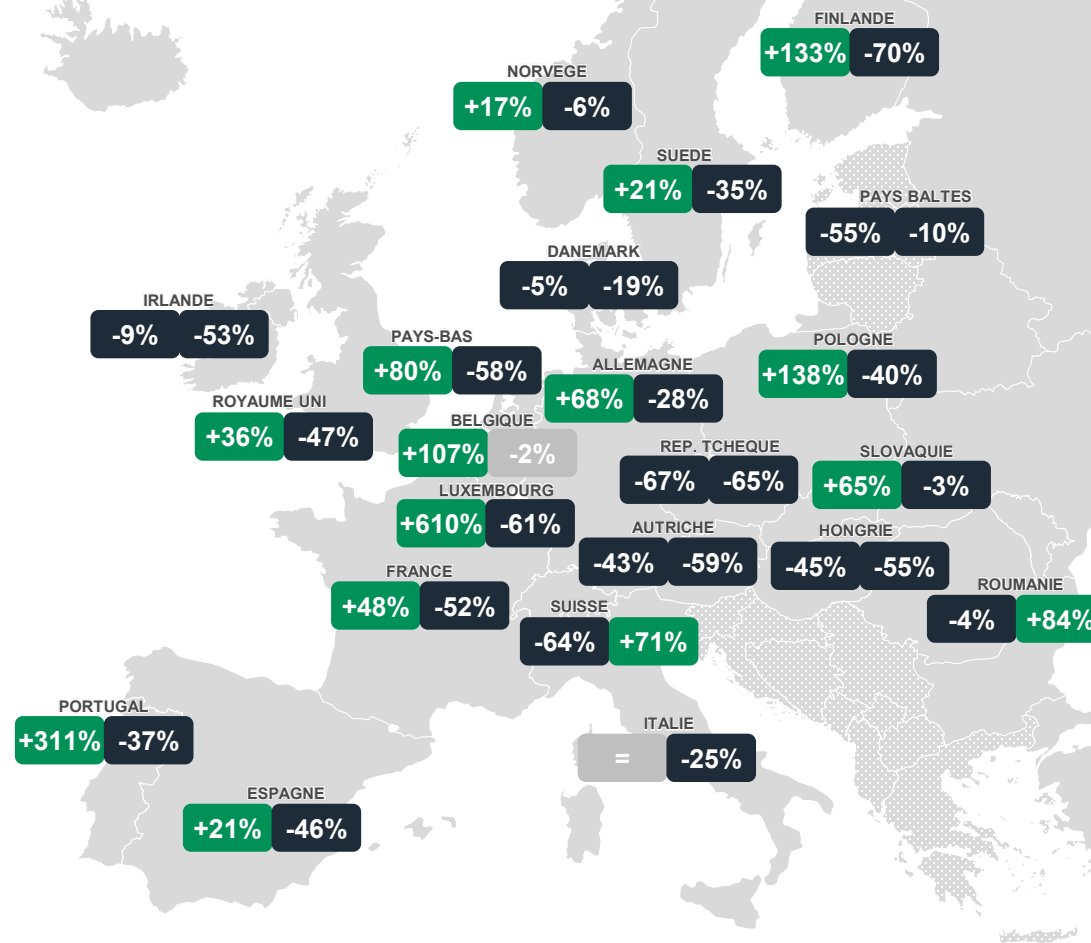 FINLANDE
+133% -70%
NORVEGE
+17% -6%
SUEDE
+21% -35%
PAYS BALTES
-55% -10%
DANEMARK
-5% -19%
IRLANDE
-9% -53%
PAYS-BAS
+80% -58%
POLOGNE
+138% -40%
ALLEMAGNE
+68% -28%
ROYAUME UNI
+36% -47%
BELGIQUE
+107% -2%
REP. TCHEQUE
-67% -65%
SLOVAQUIE
+65% -3%
LUXEMBOURG
+610% -61%
AUTRICHE
-43% -59%
HONGRIE
-45% -55%
FRANCE
+48% -52%
ROUMANIE
-4% +84%
SUISSE
-64% +71%
PORTUGAL
+311% -37%
ITALIE
= -25%
ESPAGNE
+21% -46%